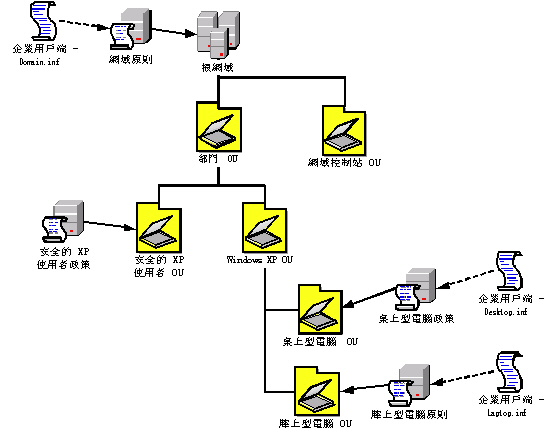 企業用戶端 -
Domain.inf
網域原則
根網域
部門 OU
網域控制站 OU
安全的 XP
使用者政策
安全的 XP
使用者 OU
Windows XP OU
桌上型電腦 OU
桌上型電腦政策
企業用戶端 -
Desktop.inf
膝上型電腦 OU
膝上型電腦原則
企業用戶端 -
Laptop.inf